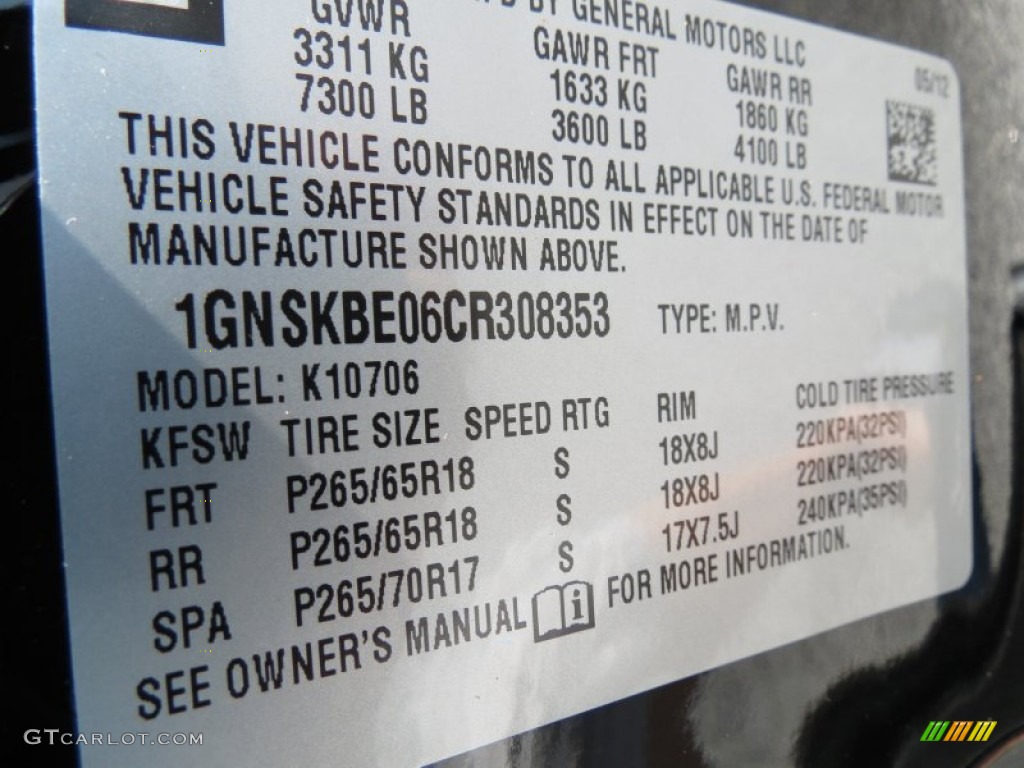 BY GENERAL MOTORS LLC
05/12
GVWR GAWR FRT GAWR RR
3311 KG 1633 KG 1860 KG
7300 LB 3600 LB 4100 LB
THIS VEHICLE CONFORMS TO ALL APPLICABLE U.S. FEDERAL MOTOR
VEHICLE SAFETY STANDARDS IN EFFECT ON THE DATE OF
MANUFACTURE SHOWN ABOVE.
1GNSKBE06CR308353 TYPE: M.P.V.
MODEL: K10706
KFSW TIRE SIZE SPEED RTG RIM COLD TIRE PRESSURE
FRT P265/65R18 S 18X8J 220KPA(32PSI)
RR P265/65R18 S 18X8J 220KPA(32PSI)
SPA P265/70R17 S 17X7.5J 240KPA(35PSI)
SEE OWNER'S MANUAL i FOR MORE INFORMATION.
GTCARLOT.COM